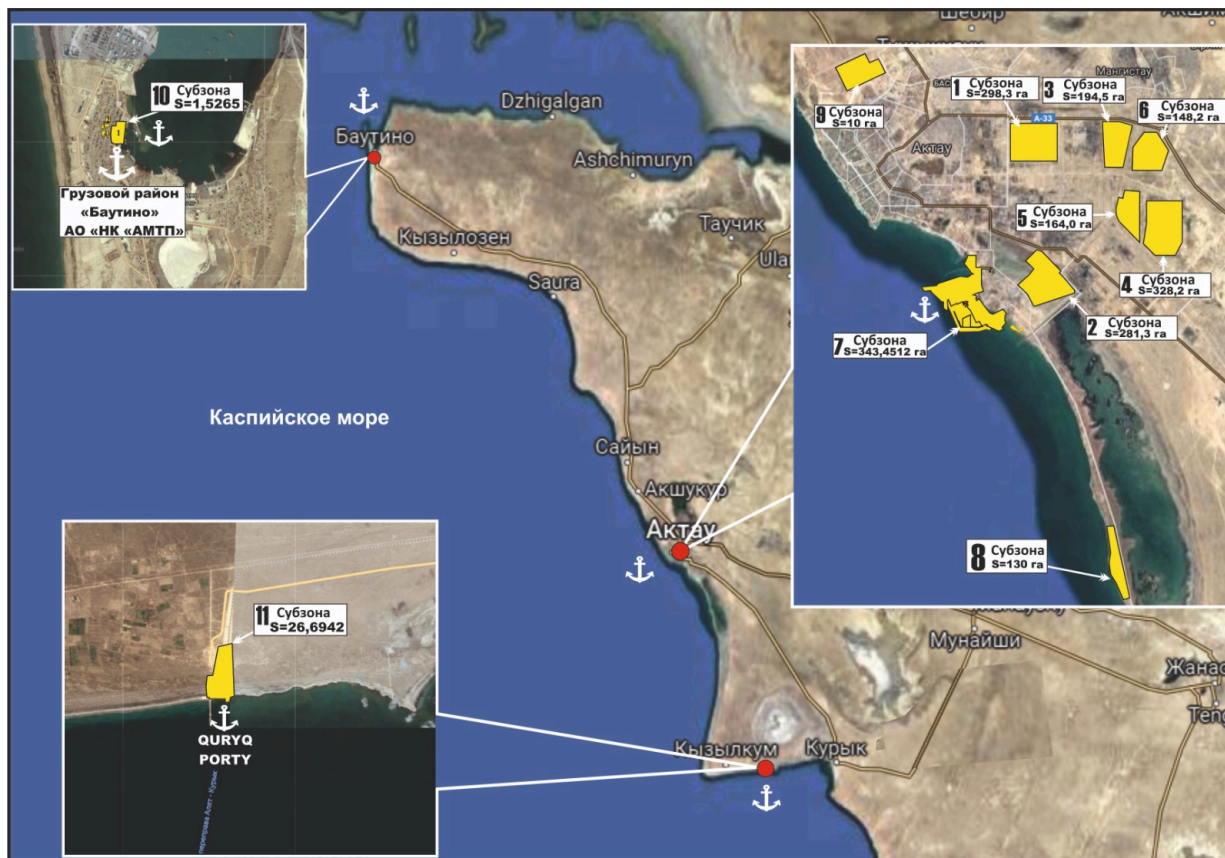 10 Субзона
S=1,5265
Грузовой район
«Баутино»
АО «НК «АМТП»
Баутино
Dzhigalgan
Ashchimuryn
Таучик
Кызылозен
Saura
Каспийское море
Сайын
Акшукур
Актау
Мунайши
Кызылкум
Курык
11 Субзона
S=26,6942
QURYQ
PORTY
переправа Алят - Курык
9 Субзона
S=10 га
1 Субзона
S=298,3 га
3 Субзона
S=194,5 га
Мангистау
6 Субзона
S=148,2 га
А-33
Актау
5 Субзона
S=164,0 га
4 Субзона
S=328,2 га
2 Субзона
S=281,3 га
7 Субзона
S=343,4512 га
8 Субзона
S=130 га